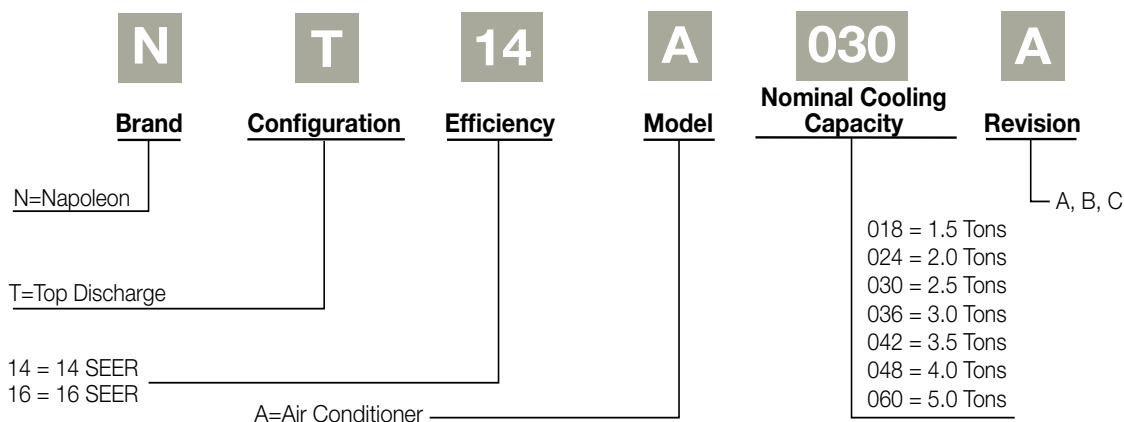 N T 14 A 030 A
Brand Configuration Efficiency Model Nominal Cooling Capacity Revision
N=Napoleon
A, B, C
T=Top Discharge
14 = 14 SEER
16 = 16 SEER
A=Air Conditioner
018 = 1.5 Tons
024 = 2.0 Tons
030 = 2.5 Tons
036 = 3.0 Tons
042 = 3.5 Tons
048 = 4.0 Tons
060 = 5.0 Tons